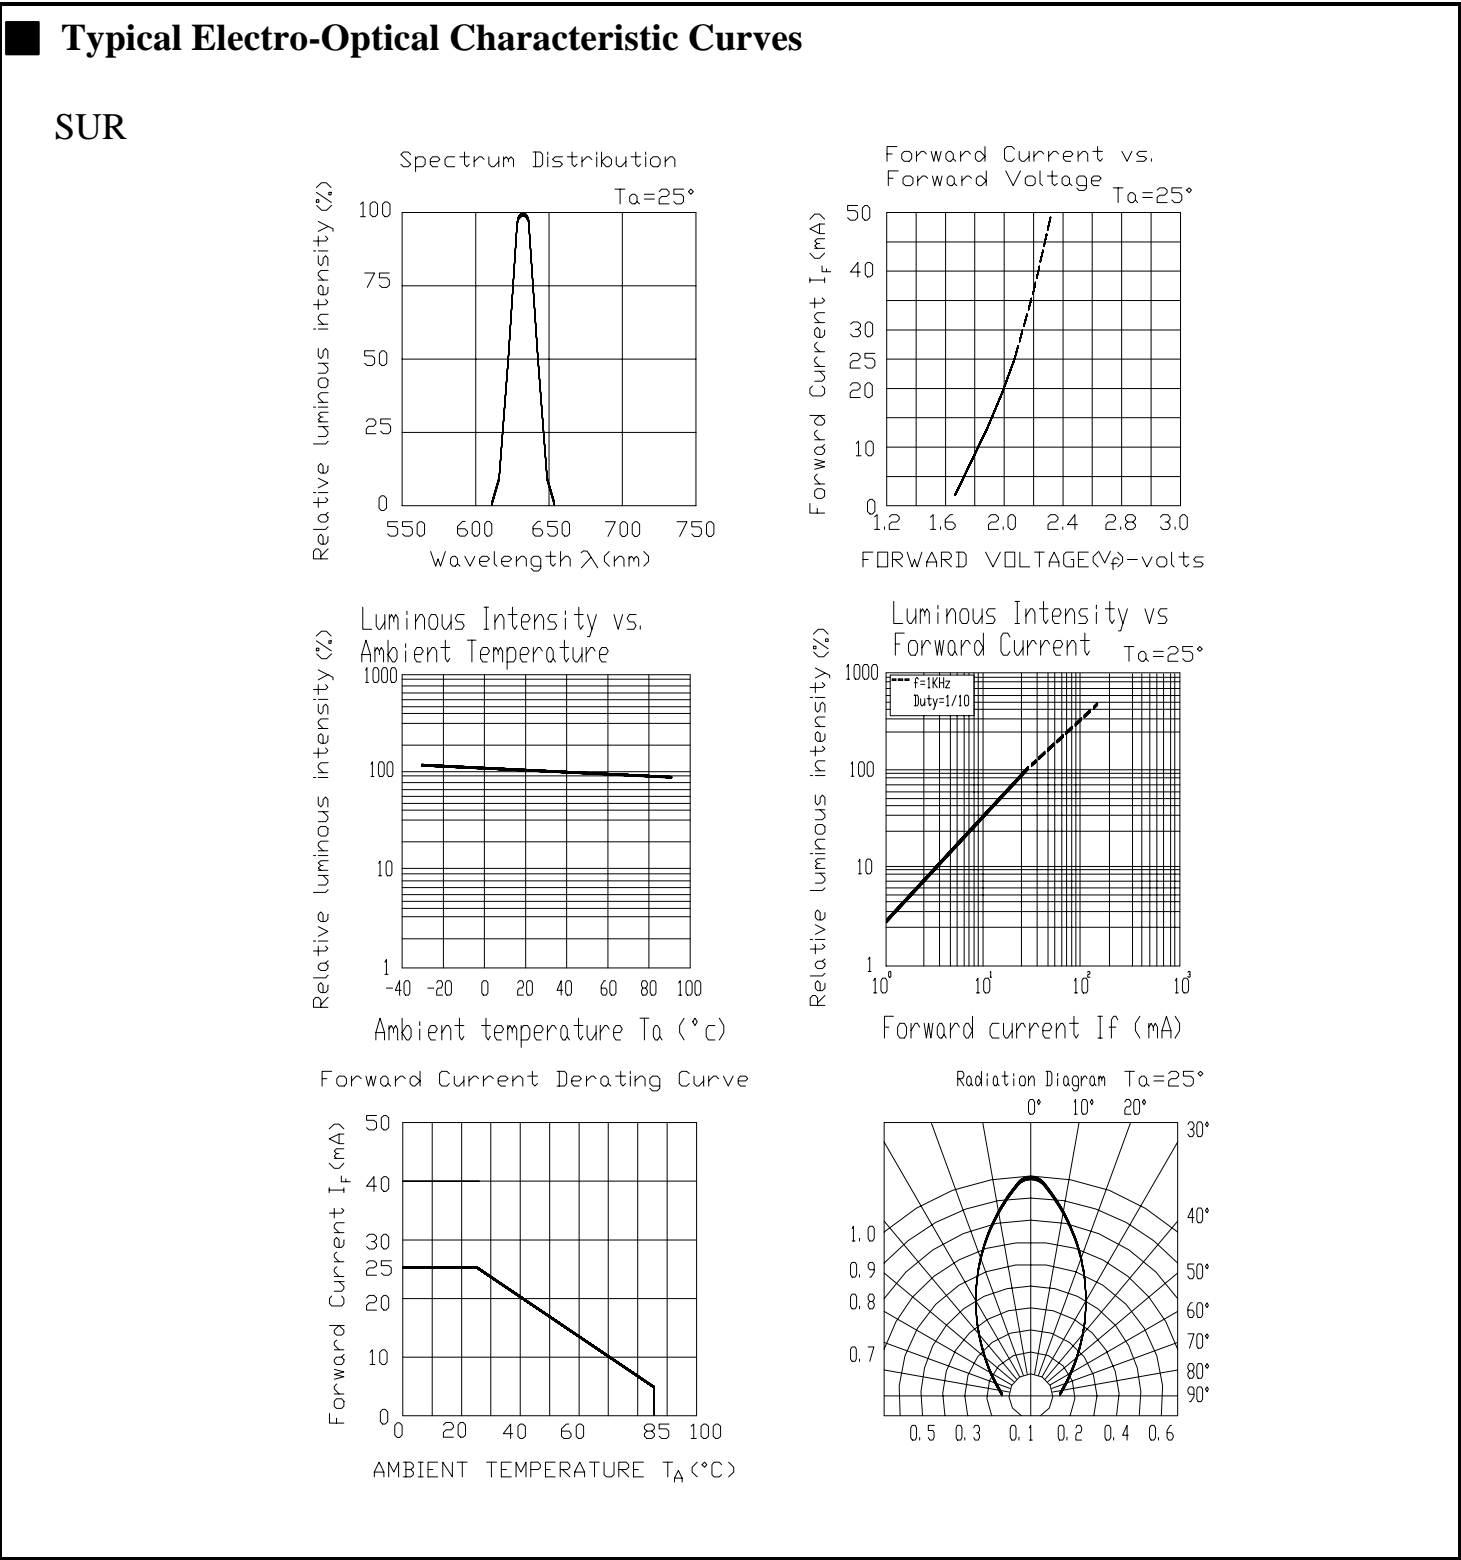 Typical Electro-Optical Characteristic Curves
SUR
Spectrum Distribution
Ta=25°
Relative luminous intensity (%)
100
75
50
25
0
550 600 650 700 750
Wavelength λ (nm)
Forward Current vs.
Forward Voltage
Ta=25°
Forward Current IF (mA)
50
40
30
25
20
10
0
1.2 1.6 2.0 2.4 2.8 3.0
FORWARD VOLTAGE(VF)-volts
Luminous Intensity vs.
Ambient Temperature
Relative luminous intensity (%)
1000
100
10
1
-40 -20 0 20 40 60 80 100
Ambient temperature Ta (°c)
Luminous Intensity vs
Forward Current
Ta=25°
Relative luminous intensity (%)
f=1KHz
Duty=1/10
1000
100
10
1
10⁰ 10¹ 10² 10³
Forward current If (mA)
Forward Current Derating Curve
Forward Current IF (mA)
50
40
30
25
20
10
0
0 20 40 60 85 100
AMBIENT TEMPERATURE TA (°C)
Radiation Diagram Ta=25°
0° 10° 20°
30°
40°
50°
60°
70°
80°
90°
1.0
0.9
0.8
0.7
0.5 0.3 0.1 0.2 0.4 0.6